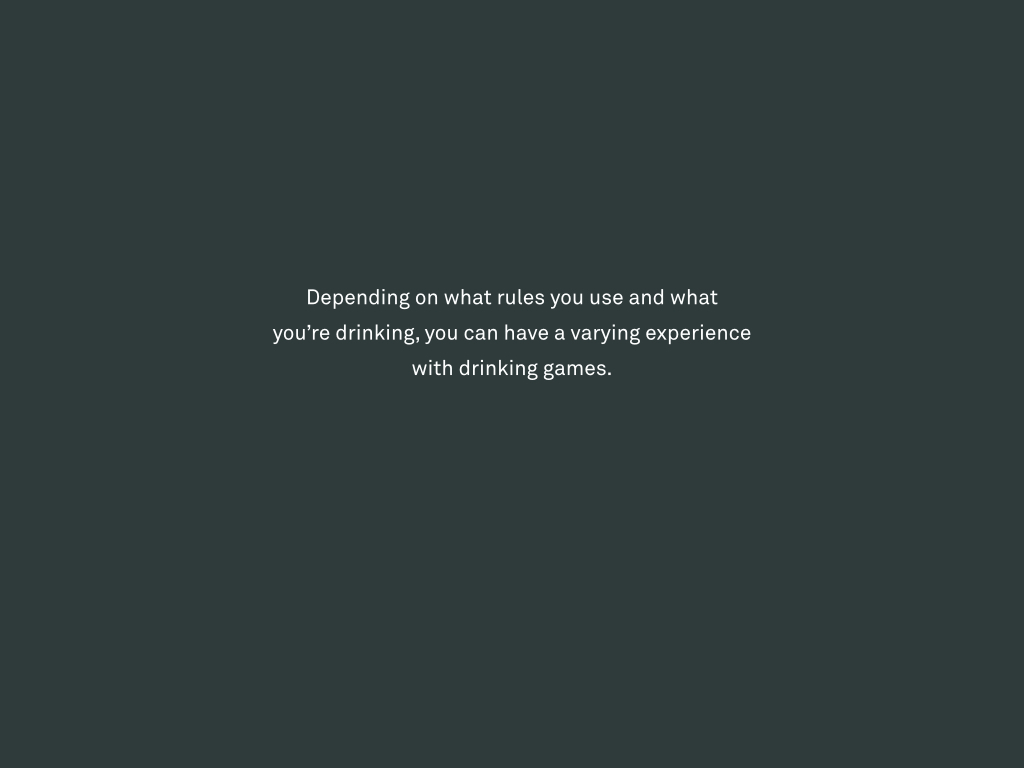 Depending on what rules you use and what
you’re drinking, you can have a varying experience
with drinking games.